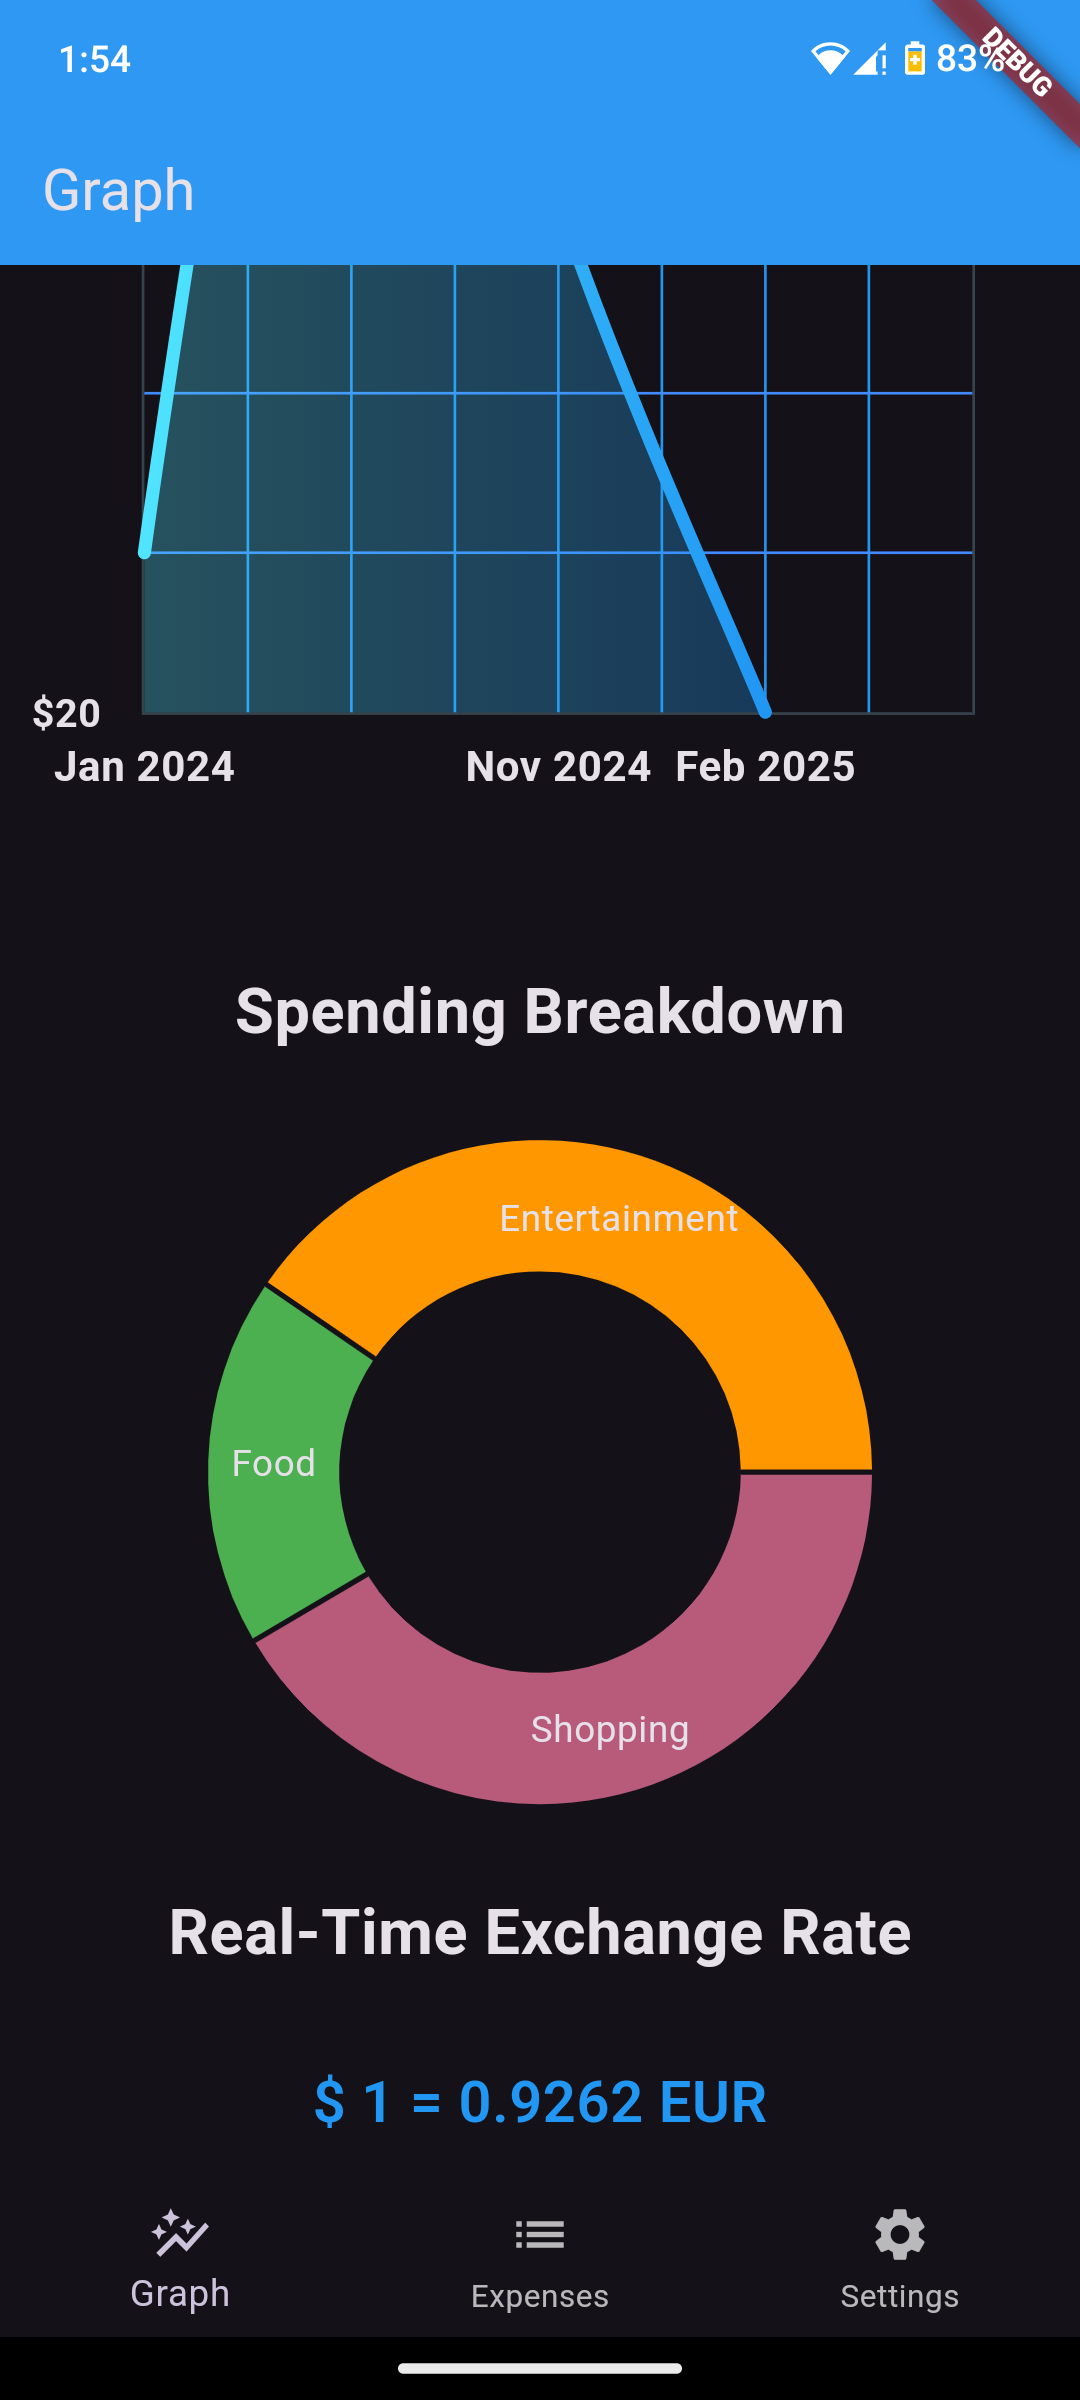 1:54
83%
DEBUG
Graph
$20
Jan 2024 Nov 2024 Feb 2025
Spending Breakdown
Entertainment
Food
Shopping
Real-Time Exchange Rate
$ 1 = 0.9262 EUR
Graph Expenses Settings